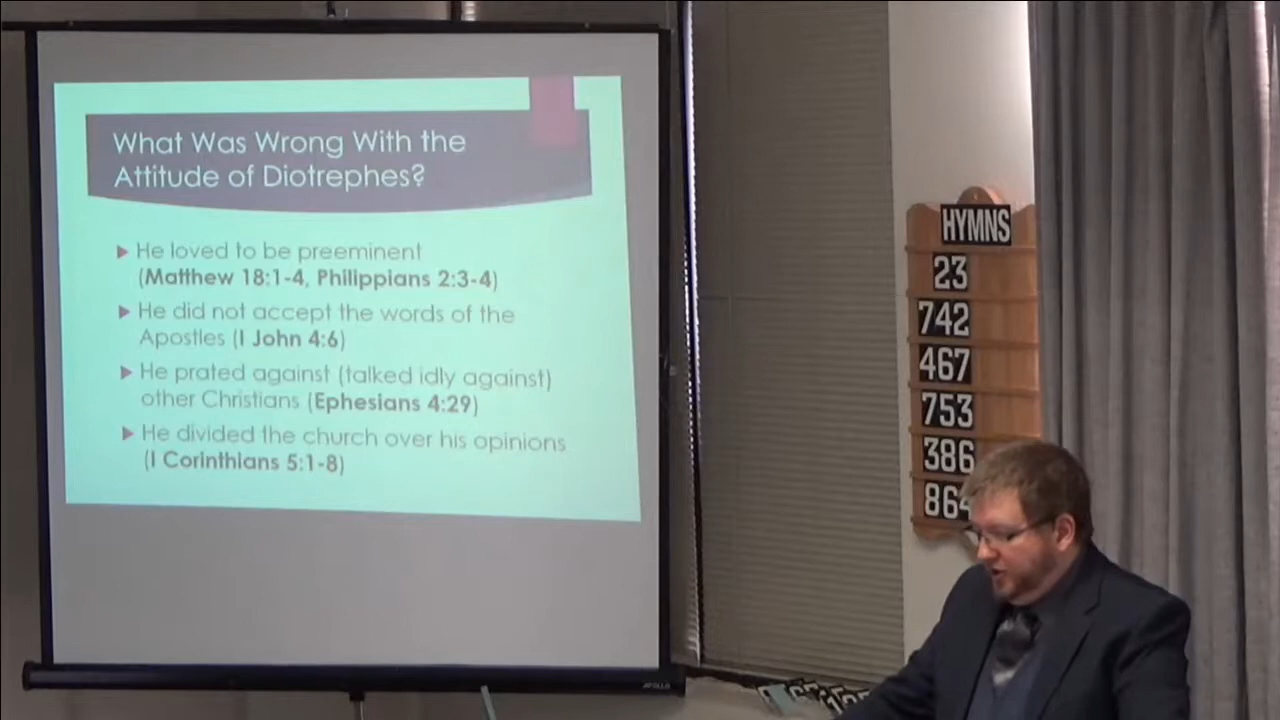 What Was Wrong With the
Attitude of Diotrephes?
▶ He loved to be preeminent
(Matthew 18:1-4, Philippians 2:3-4)
▶ He did not accept the words of the
Apostles (I John 4:6)
▶ He prated against (talked idly against)
other Christians (Ephesians 4:29)
▶ He divided the church over his opinions
(I Corinthians 5:1-8)
APOLLO
HYMNS
23
742
467
753
386
864